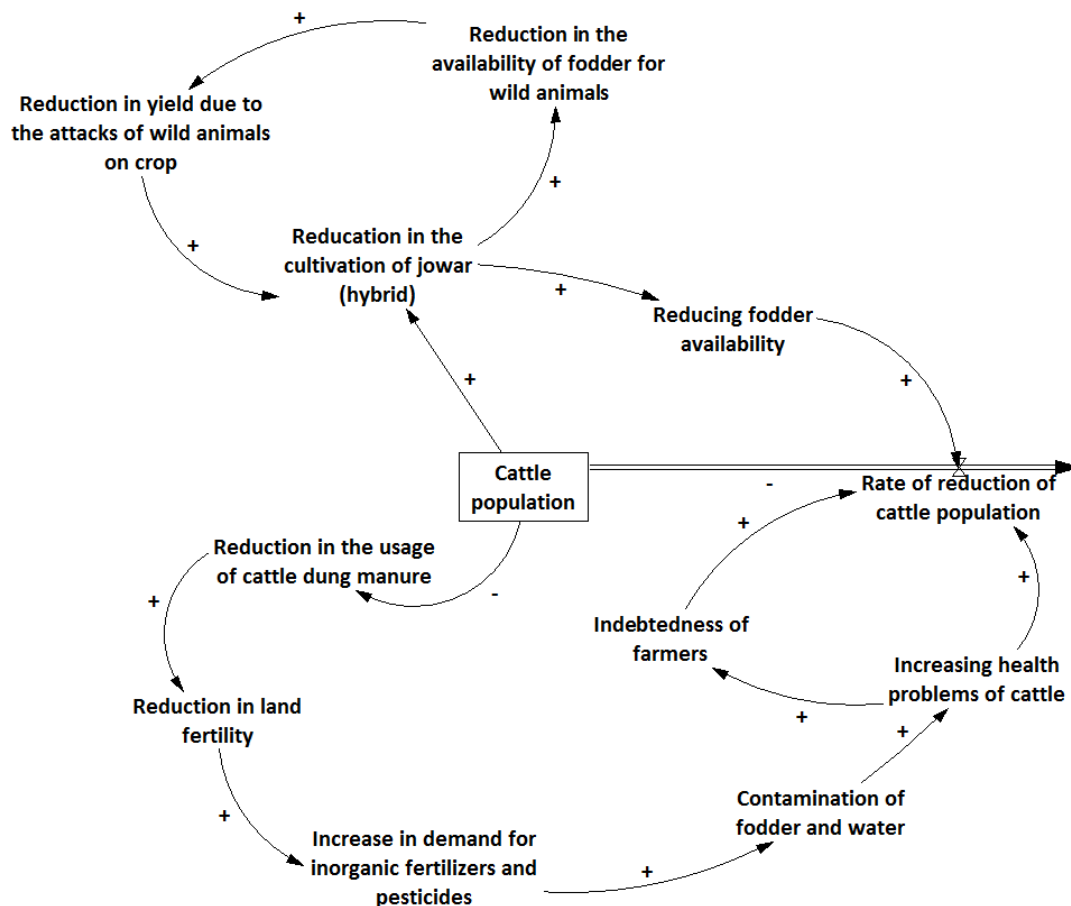 +
Reduction in the
availability of fodder for
wild animals
Reduction in yield due to
the attacks of wild animals
on crop
+
+
Reducation in the
cultivation of jowar
(hybrid)
+
Reducing fodder
availability
+
+
Cattle
population
-
Rate of reduction of
cattle population
+
Reduction in the usage
of cattle dung manure
-
+
+
Indebtedness of
farmers
Increasing health
problems of cattle
+
+
Reduction in land
fertility
+
Contamination of
fodder and water
Increase in demand for
inorganic fertilizers and
pesticides
+